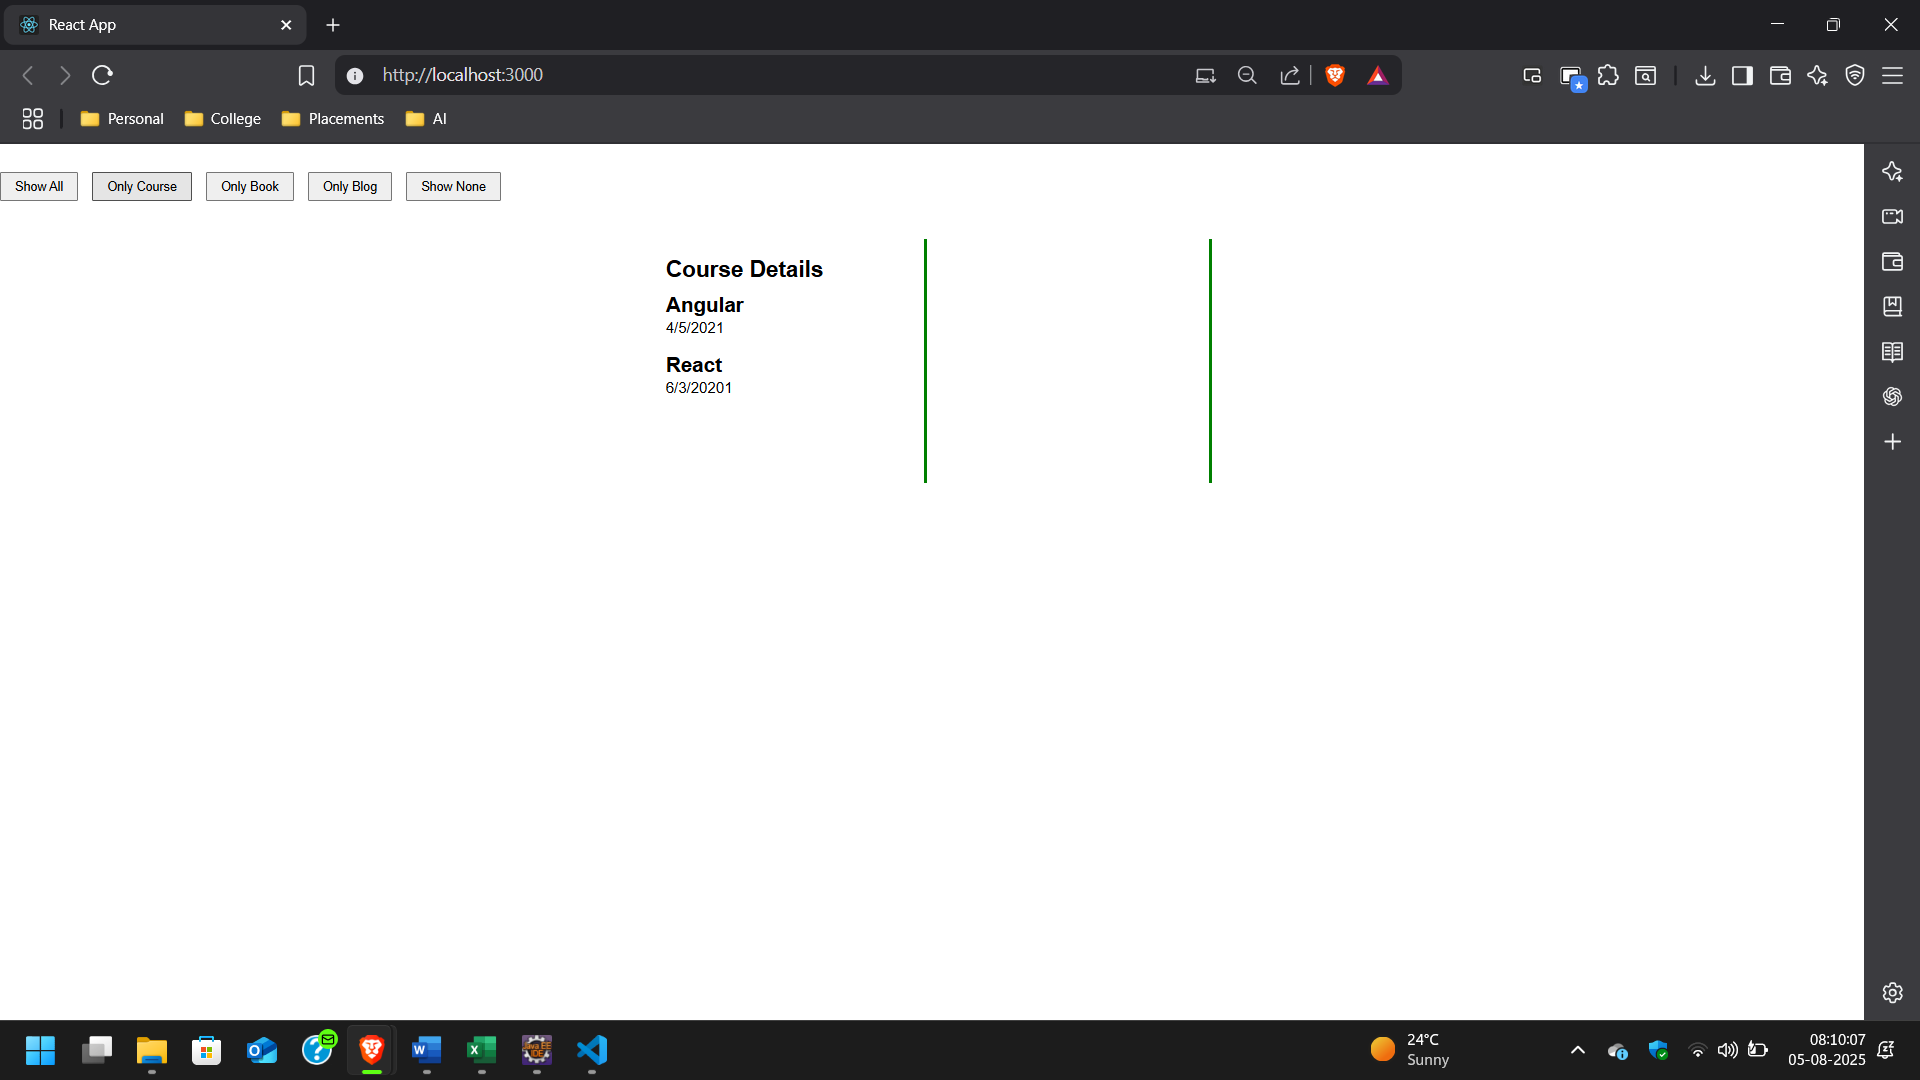 React App
http://localhost:3000
Personal
College
Placements
AI
Show All
Only Course
Only Book
Only Blog
Show None
Course Details
Angular
4/5/2021
React
6/3/20201
24°C
Sunny
08:10:07
05-08-2025